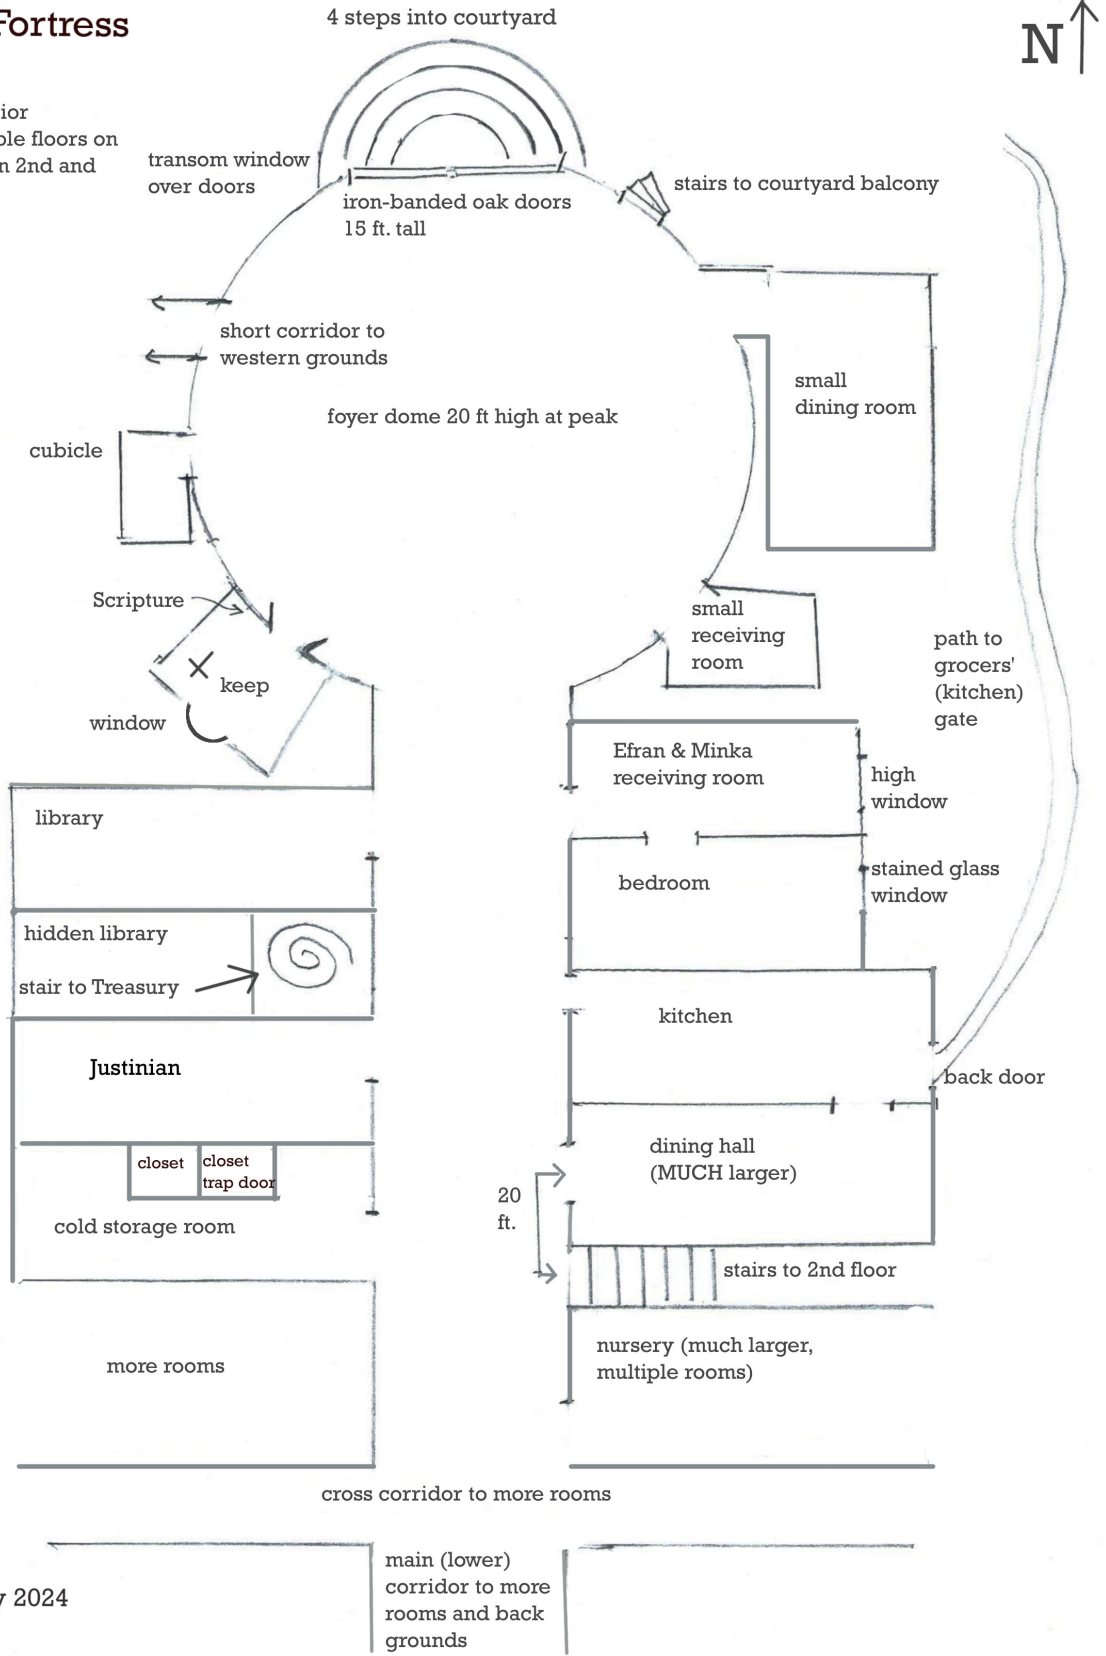 Fortress
4 steps into courtyard
N
ior
ole floors on
n 2nd and
transom window
over doors
iron-banded oak doors
15 ft. tall
stairs to courtyard balcony
short corridor to
western grounds
foyer dome 20 ft high at peak
small
dining room
cubicle
Scripture
keep
window
small
receiving
room
path to
grocers'
(kitchen)
gate
Efran & Minka
receiving room
high
window
library
bedroom
stained glass
window
hidden library
stair to Treasury
kitchen
Justinian
back door
closet
closet
trap door
cold storage room
dining hall
(MUCH larger)
20
ft.
stairs to 2nd floor
more rooms
nursery (much larger,
multiple rooms)
cross corridor to more rooms
main (lower)
corridor to more
rooms and back
grounds
y 2024